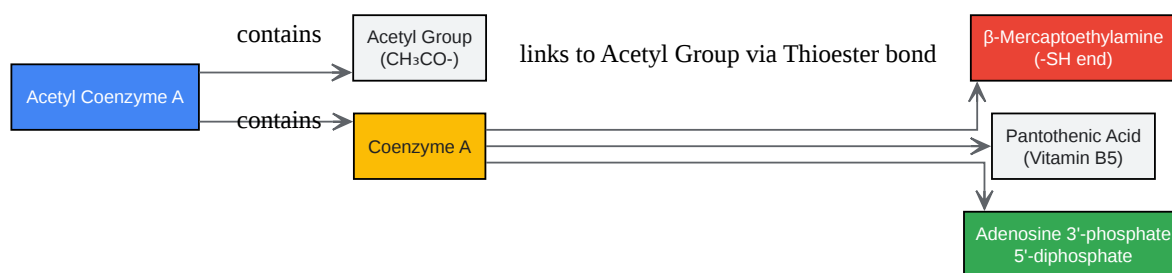 contains
Acetyl Group
(CH₃CO-)
links to Acetyl Group via Thioester bond
β-Mercaptoethylamine
(-SH end)
Acetyl Coenzyme A
contains
Coenzyme A
Pantothenic Acid
(Vitamin B5)
Adenosine 3'-phosphate
5'-diphosphate